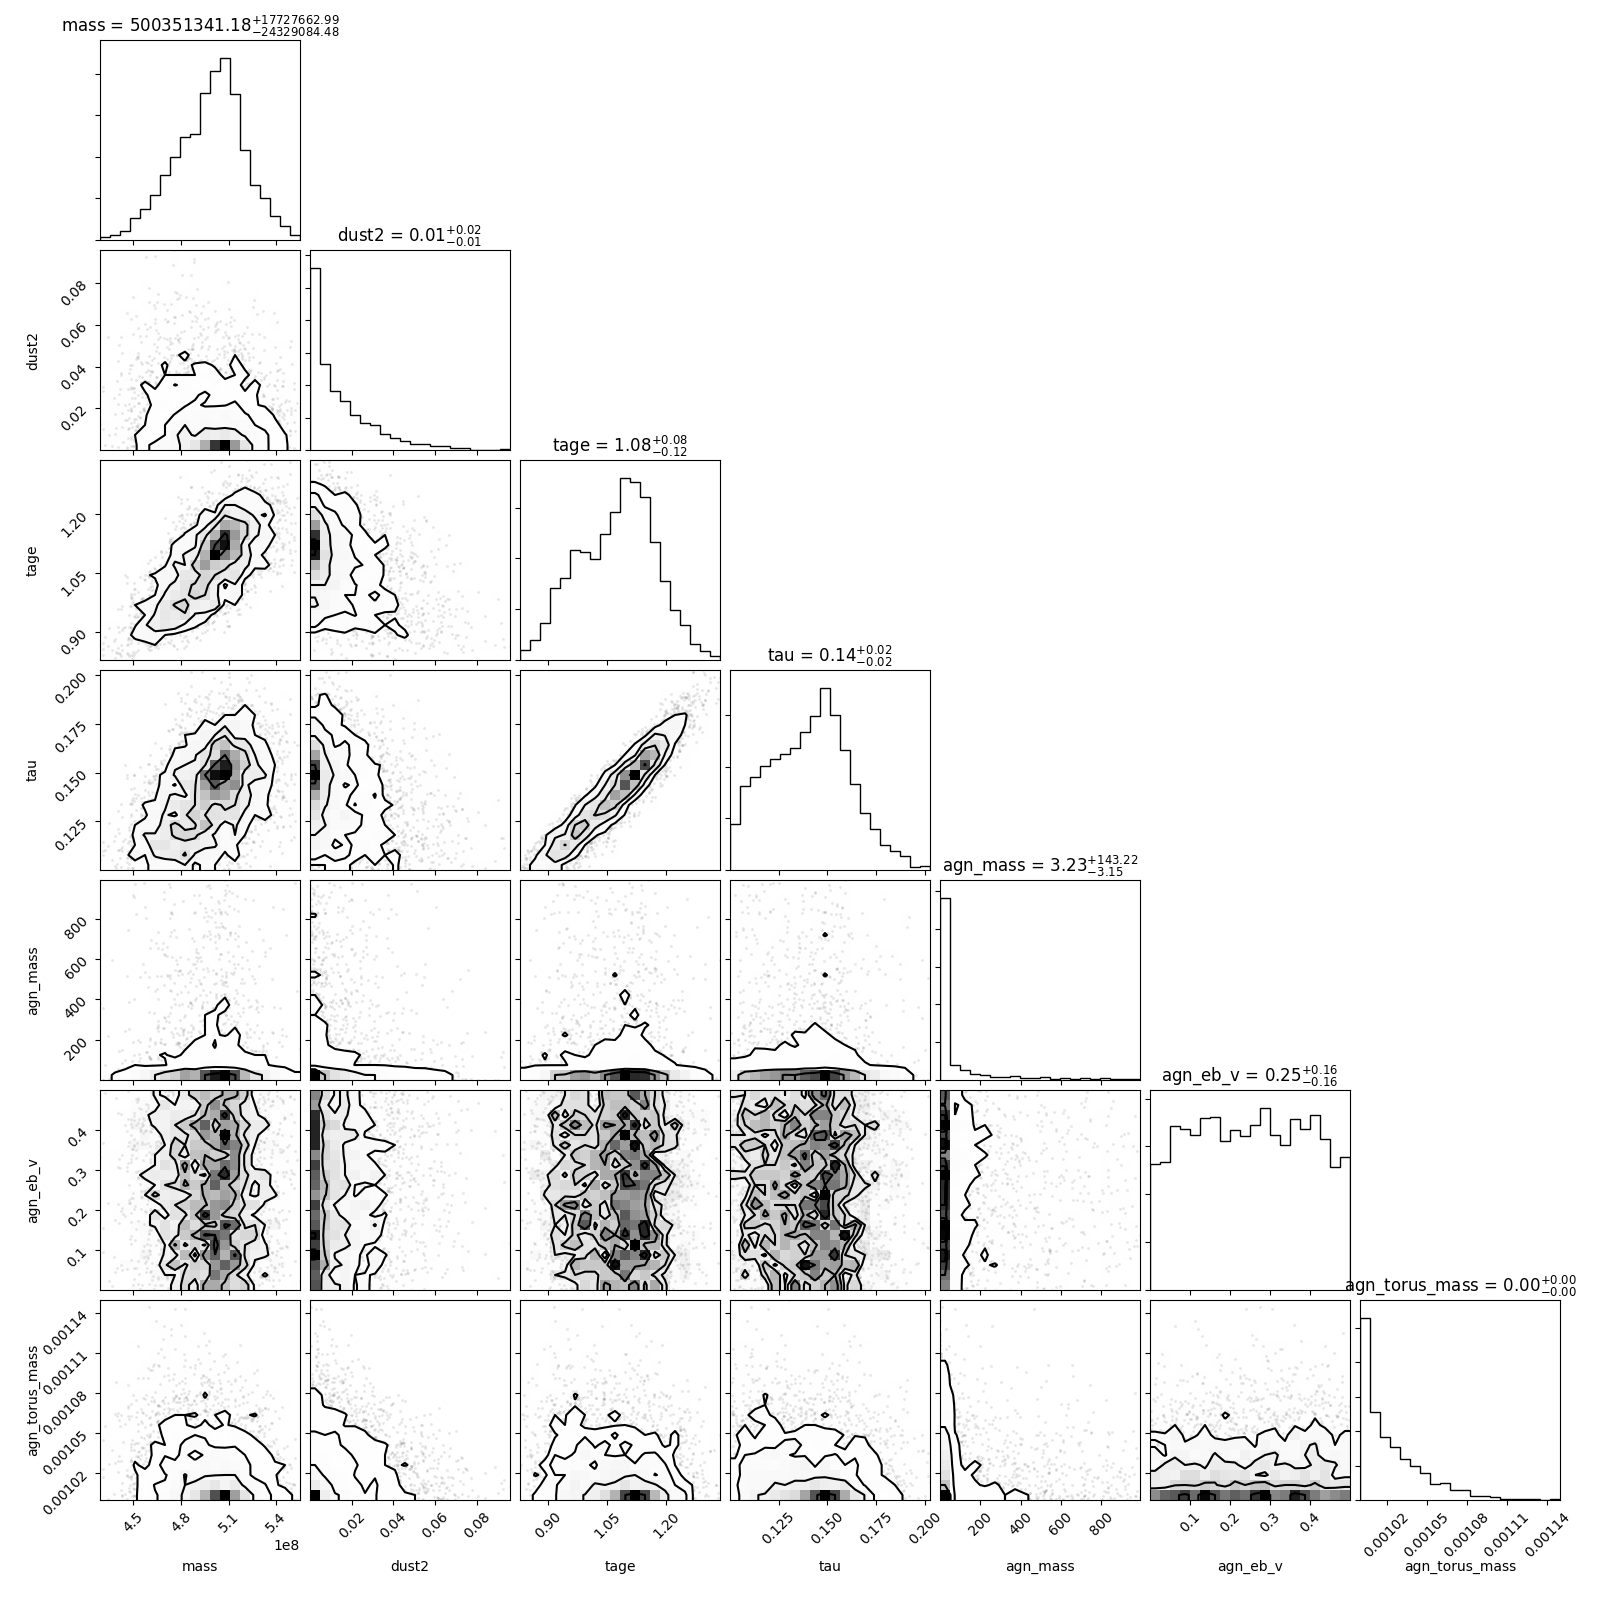 mass = 500351341.18+17727662.99 −24329084.48
dust2 = 0.01+0.02 −0.01
0.08
0.06
0.04
0.02
dust2
tage = 1.08+0.08 −0.12
1.20
1.05
0.90
tage
tau = 0.14+0.02 −0.02
0.200
0.175
0.150
0.125
tau
agn_mass = 3.23+143.22 −3.15
800
600
400
200
agn_mass
agn_eb_v = 0.25+0.16 −0.16
0.4
0.3
0.2
0.1
agn_eb_v
agn_torus_mass = 0.00+0.00 −0.00
0.00114
0.00111
0.00108
0.00105
0.00102
agn_torus_mass
4.5 4.8 5.1 5.4 0.02 0.04 0.06 0.08 0.90 1.05 1.20 0.125 0.150 0.175 0.200 200 400 600 800 0.1 0.2 0.3 0.4 0.00102 0.00105 0.00108 0.00111 0.00114
1e8
mass dust2 tage tau agn_mass agn_eb_v agn_torus_mass